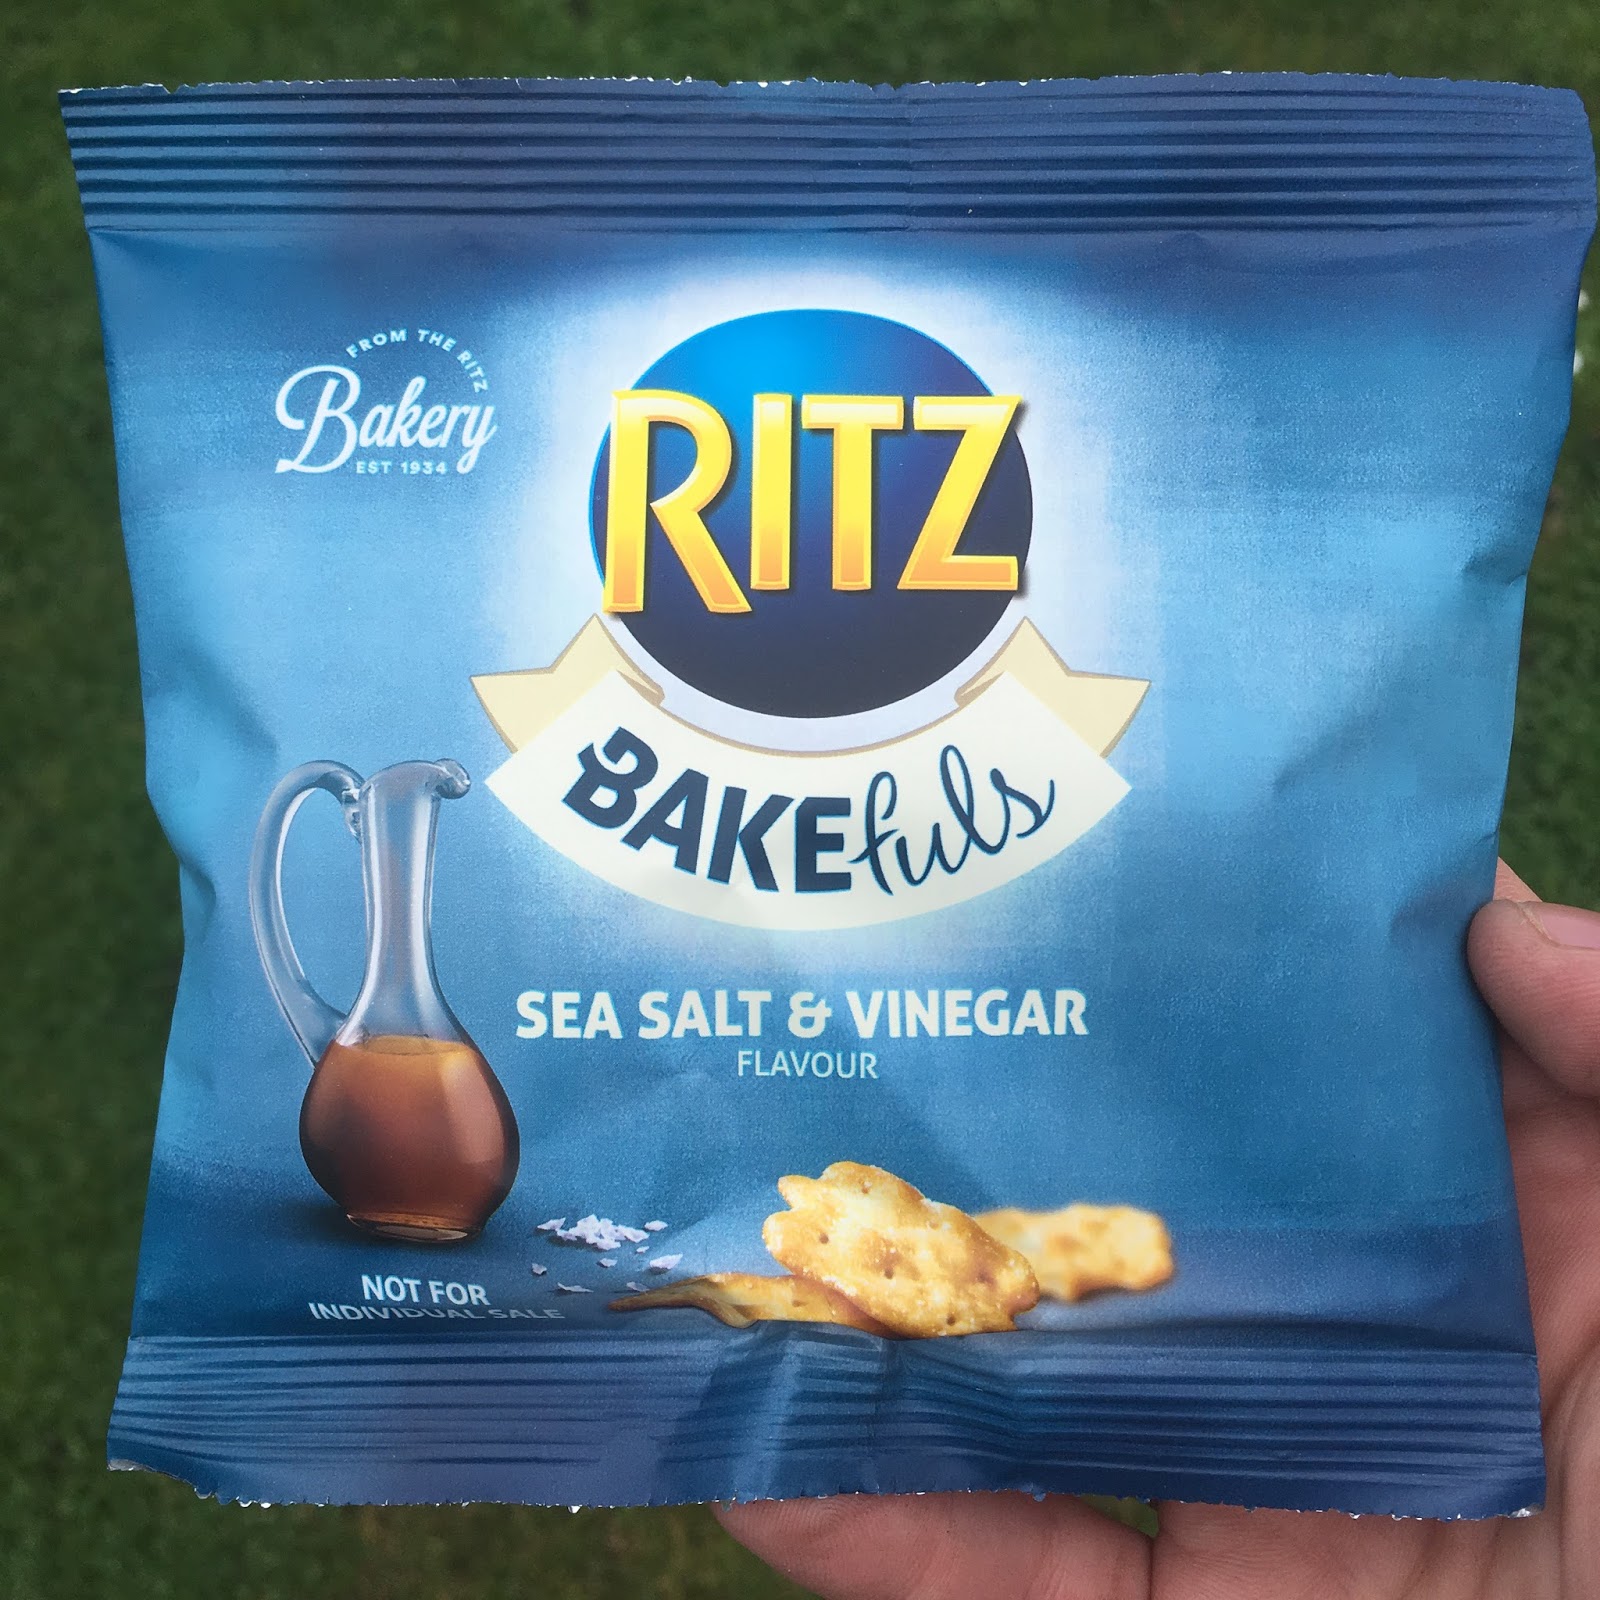 FROM THE RITZ
Bakery
EST 1934
RITZ
BAKEfuls
SEA SALT & VINEGAR
FLAVOUR
NOT FOR
INDIVIDUAL SALE